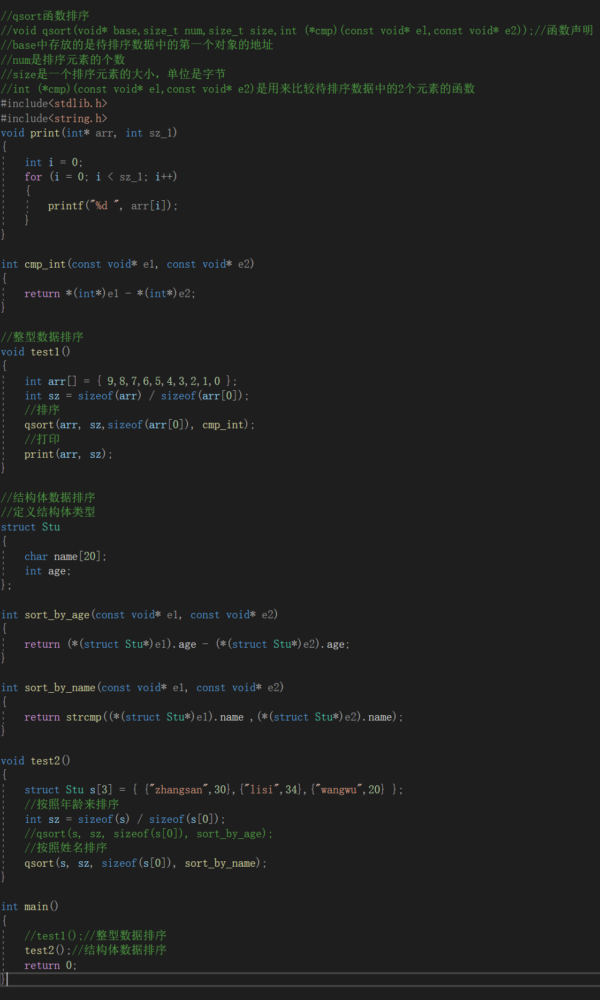 //qsort函数排序
//void qsort(void* base,size_t num,size_t size,int (*cmp)(const void* el,const void* e2));//函数声明
//base中存放的是待排序数据中的第一个对象的地址
//num是排序元素的个数
//size是一个排序元素的大小，单位是字节
//int (*cmp)(const void* el,const void* e2)是用来比较待排序数据中的2个元素的函数
#include<stdlib.h>
#include<string.h>
void print(int* arr, int sz_1)
{
    int i = 0;
    for (i = 0; i < sz_1; i++)
    {
        printf("%d ", arr[i]);
    }
}

int cmp_int(const void* e1, const void* e2)
{
    return *(int*)e1 - *(int*)e2;
}

//整型数据排序
void test1()
{
    int arr[] = { 9,8,7,6,5,4,3,2,1,0 };
    int sz = sizeof(arr) / sizeof(arr[0]);
    //排序
    qsort(arr, sz,sizeof(arr[0]), cmp_int);
    //打印
    print(arr, sz);
}

//结构体数据排序
//定义结构体类型
struct Stu
{
    char name[20];
    int age;
};

int sort_by_age(const void* e1, const void* e2)
{
    return (*(struct Stu*)e1).age - (*(struct Stu*)e2).age;
}

int sort_by_name(const void* e1, const void* e2)
{
    return strcmp((*(struct Stu*)e1).name ,(*(struct Stu*)e2).name);
}

void test2()
{
    struct Stu s[3] = { {"zhangsan",30},{"lisi",34},{"wangwu",20} };
    //按照年龄来排序
    int sz = sizeof(s) / sizeof(s[0]);
    //qsort(s, sz, sizeof(s[0]), sort_by_age);
    //按照姓名排序
    qsort(s, sz, sizeof(s[0]), sort_by_name);
}

int main()
{
    //test1();//整型数据排序
    test2();//结构体数据排序
    return 0;
}